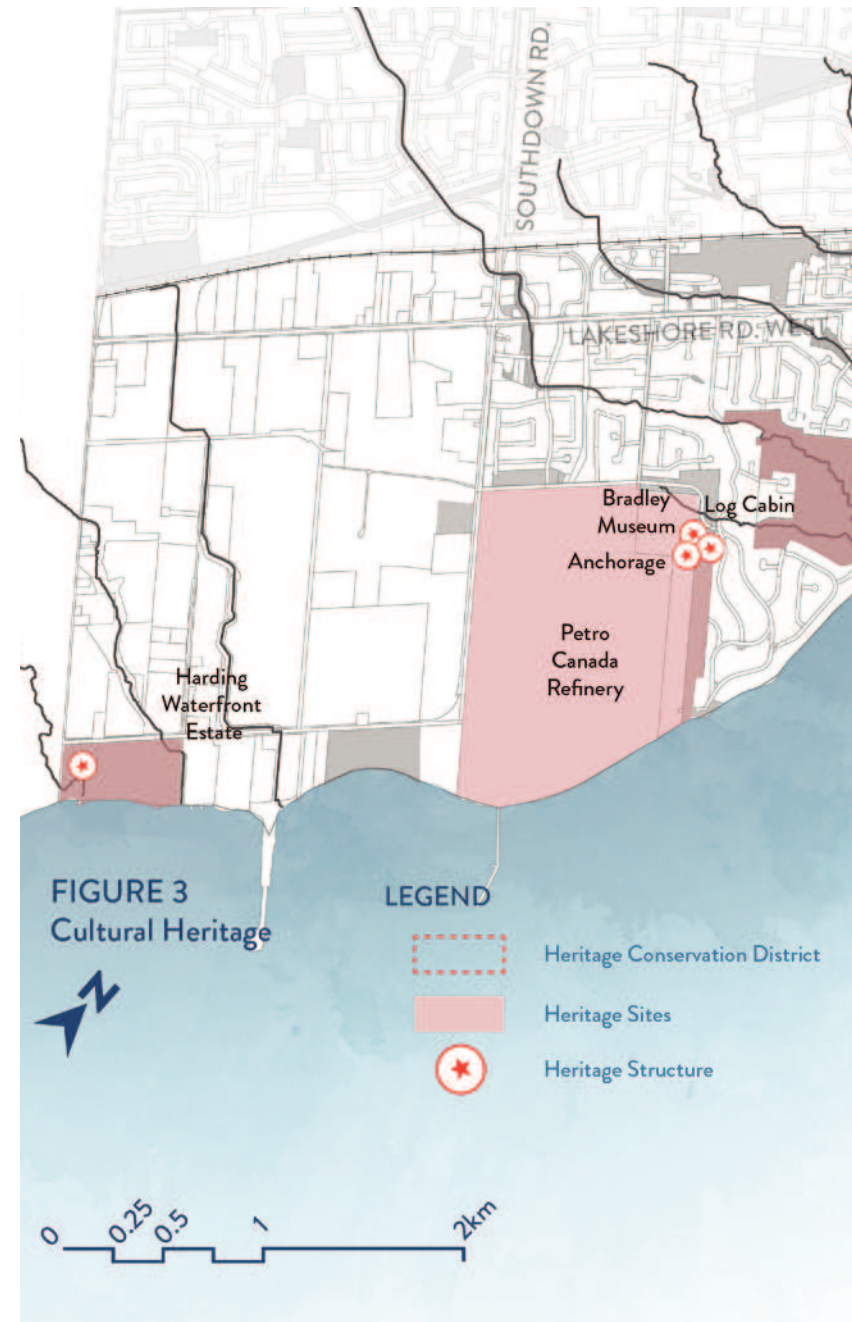 SOUTHDOWN RD.
LAKESHORE RD. WEST
Bradley
Museum
Log Cabin
Anchorage
Petro
Canada
Refinery
Harding
Waterfront
Estate
FIGURE 3
Cultural Heritage
N
LEGEND
Heritage Conservation District
Heritage Sites
Heritage Structure
0
0.25
0.5
1
2km